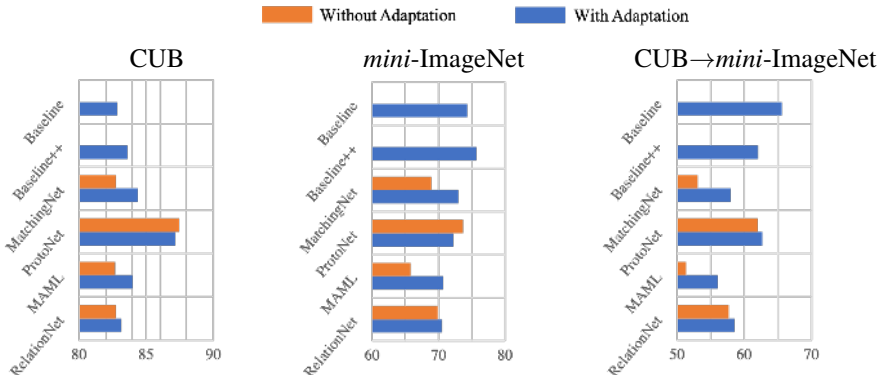 Without Adaptation With Adaptation
CUB
Baseline
Baseline++
MatchingNet
ProtoNet
MAML
RelationNet
80 85 90
mini-ImageNet
Baseline
Baseline++
MatchingNet
ProtoNet
MAML
RelationNet
60 70 80
CUB→mini-ImageNet
Baseline
Baseline++
MatchingNet
ProtoNet
MAML
RelationNet
50 60 70